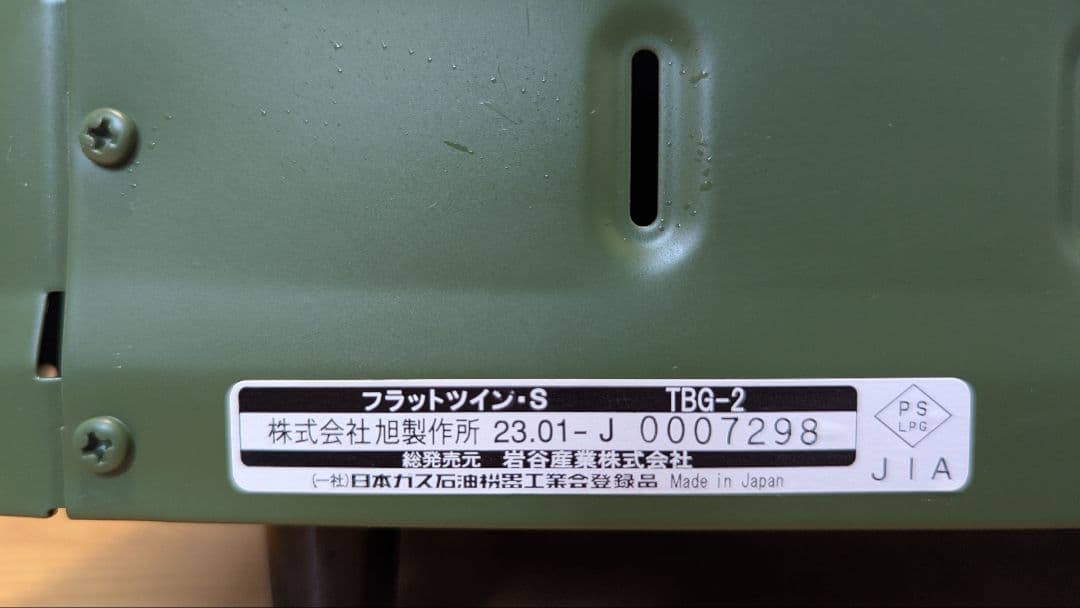 フラットツイン・S TBG-2
株式会社旭製作所 23.01-J 0007298
総発売元 岩谷産業株式会社
(一社)日本ガス石油機器工業会登録品 Made in Japan
PS
LPG
JIA